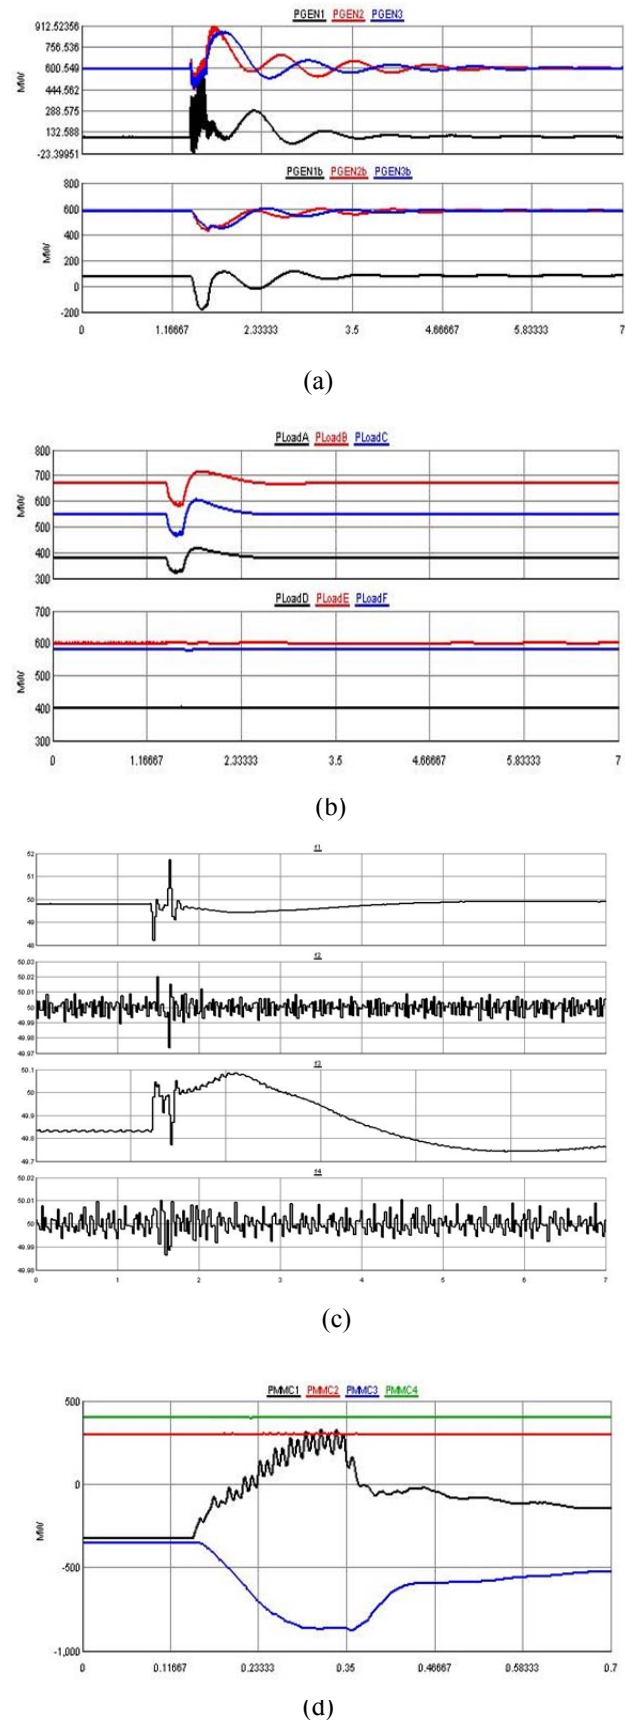 PGEN1 PGEN2 PGEN3
912.52356
756.536
600.549
444.562
288.575
132.588
-23.39951
MW
PGEN1b PGEN2b PGEN3b
800
600
400
200
0
-200
MW
0 1.16667 2.33333 3.5 4.66667 5.83333 7
(a)
PLoadA PLoadB PLoadC
800
700
600
500
400
300
MW
PLoadD PLoadE PLoadF
700
600
500
400
300
MW
0 1.16667 2.33333 3.5 4.66667 5.83333 7
(b)
f1
52
51
50
49
48
f2
50.03
50.02
50.01
50
49.99
49.98
49.97
f3
50.1
50
49.9
49.8
49.7
f4
50.02
50.01
50
49.99
49.98
0 1 2 3 4 5 6 7
(c)
PMMC1 PMMC2 PMMC3 PMMC4
500
0
-500
-1,000
MW
0 0.11667 0.23333 0.35 0.46667 0.58333 0.7
(d)